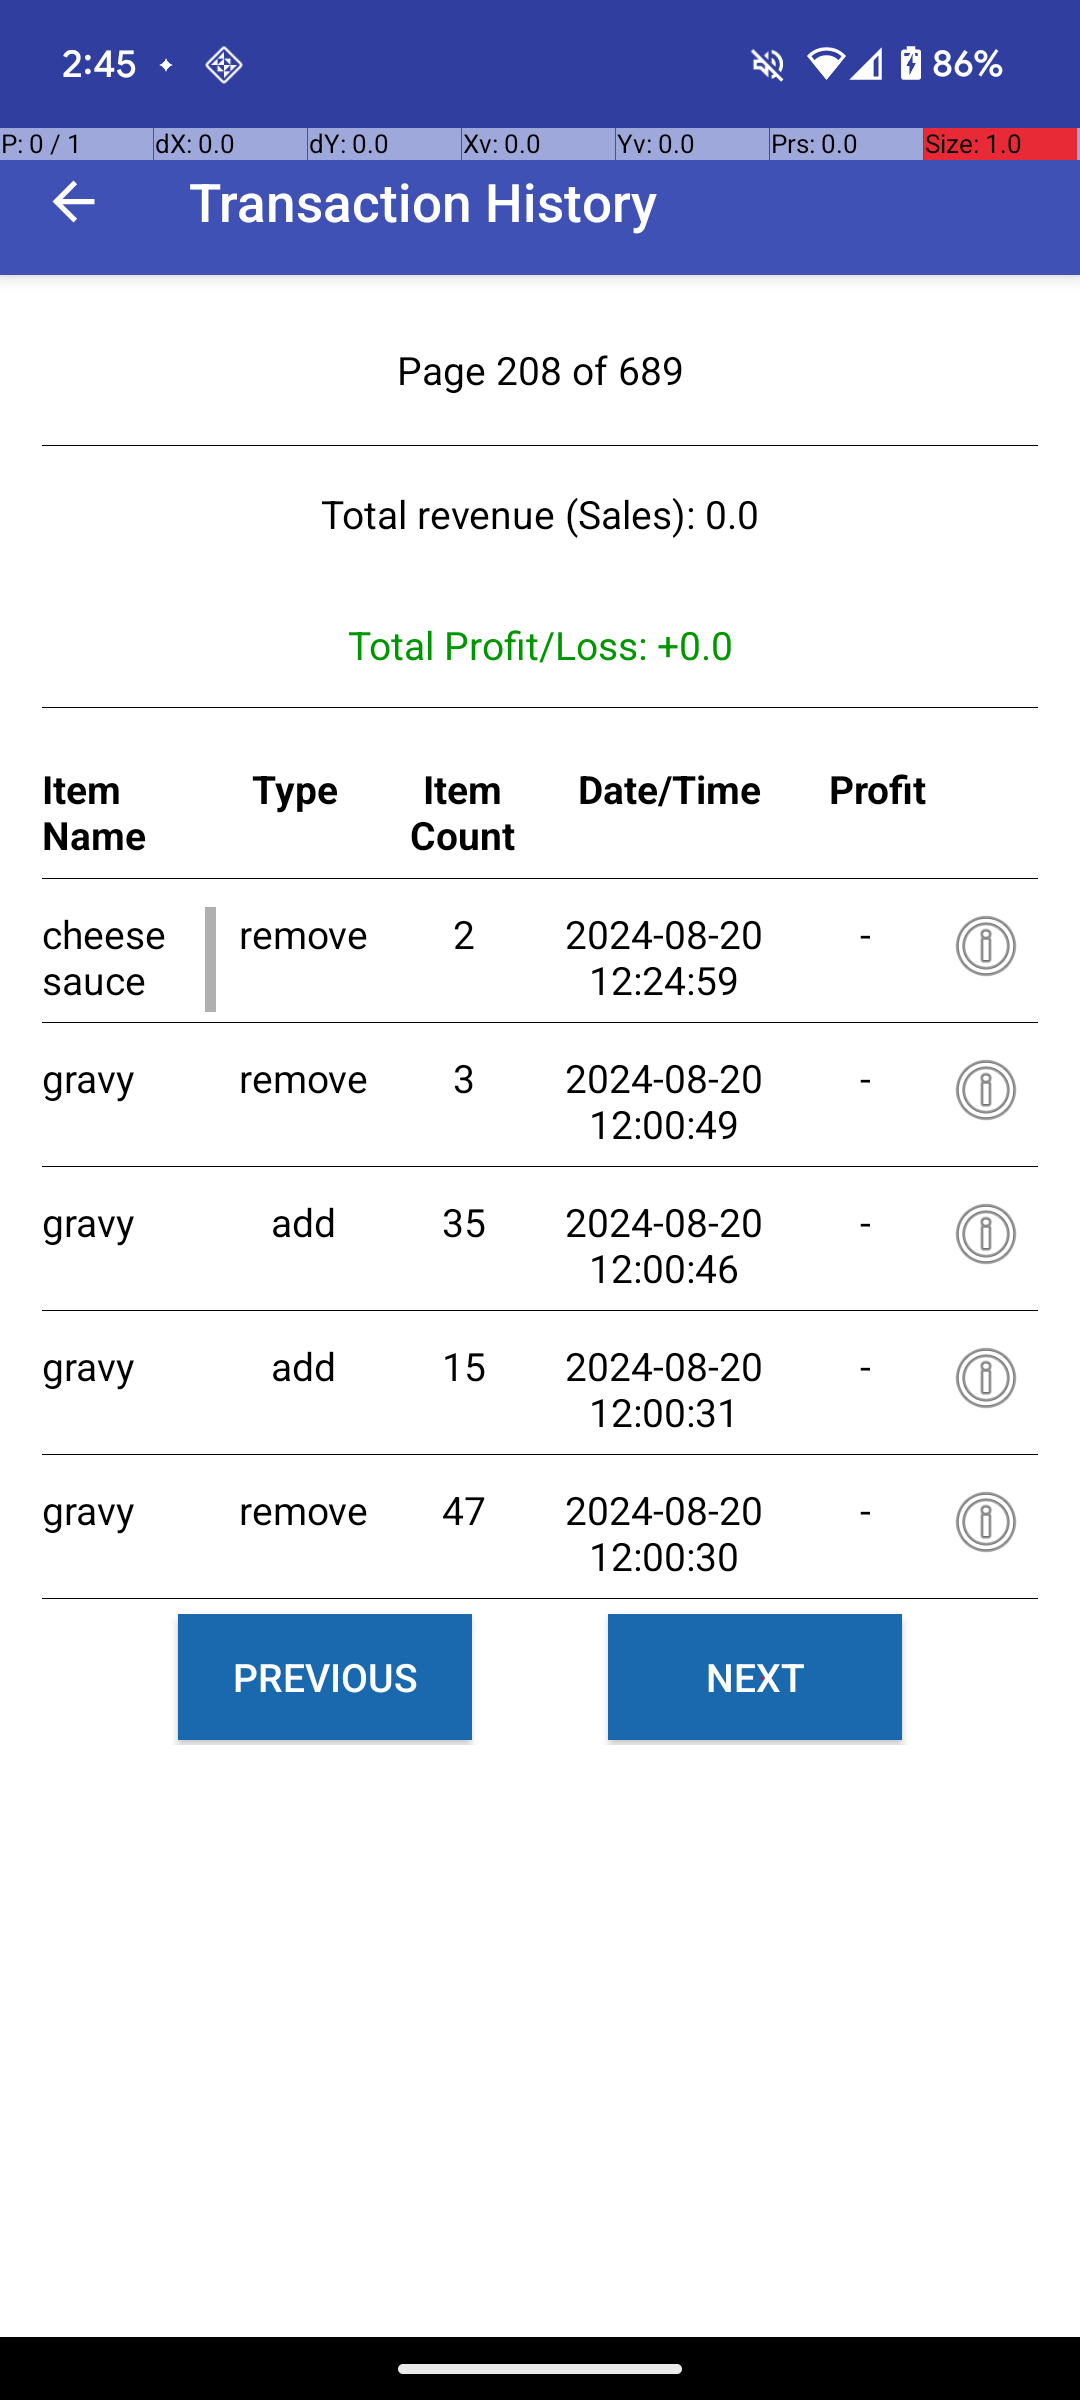 2:45
86%
P: 0 / 1 dX: 0.0 dY: 0.0 Xv: 0.0 Yv: 0.0 Prs: 0.0 Size: 1.0
Transaction History
Page 208 of 689
Total revenue (Sales): 0.0
Total Profit/Loss: +0.0
Item Name Type Item Count Date/Time Profit
cheese sauce remove 2 2024-08-20 12:24:59 -
gravy remove 3 2024-08-20 12:00:49 -
gravy add 35 2024-08-20 12:00:46 -
gravy add 15 2024-08-20 12:00:31 -
gravy remove 47 2024-08-20 12:00:30 -
PREVIOUS NEXT